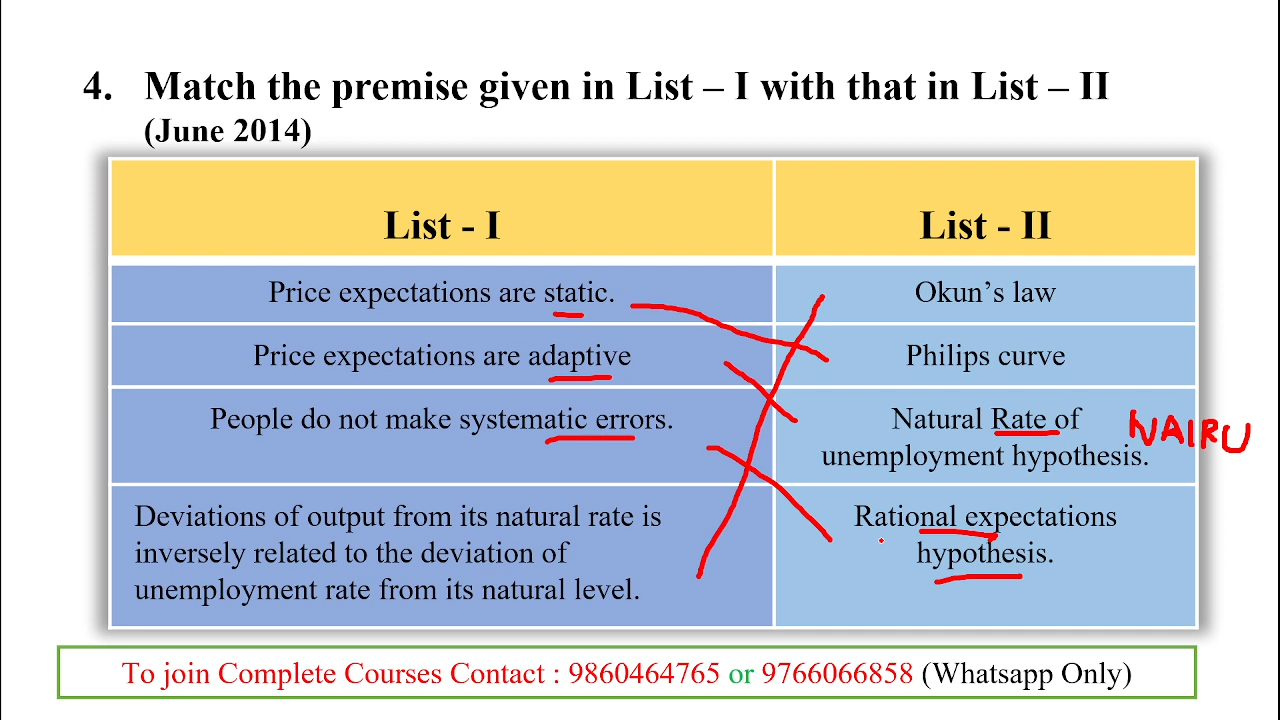 4. Match the premise given in List – I with that in List – II
(June 2014)
List - I
List - II
Price expectations are static.
Okun’s law
Price expectations are adaptive
Philips curve
People do not make systematic errors.
Natural Rate of
unemployment hypothesis.
NAIRU
Deviations of output from its natural rate is
inversely related to the deviation of
unemployment rate from its natural level.
Rational expectations
hypothesis.
To join Complete Courses Contact : 9860464765 or 9766066858 (Whatsapp Only)